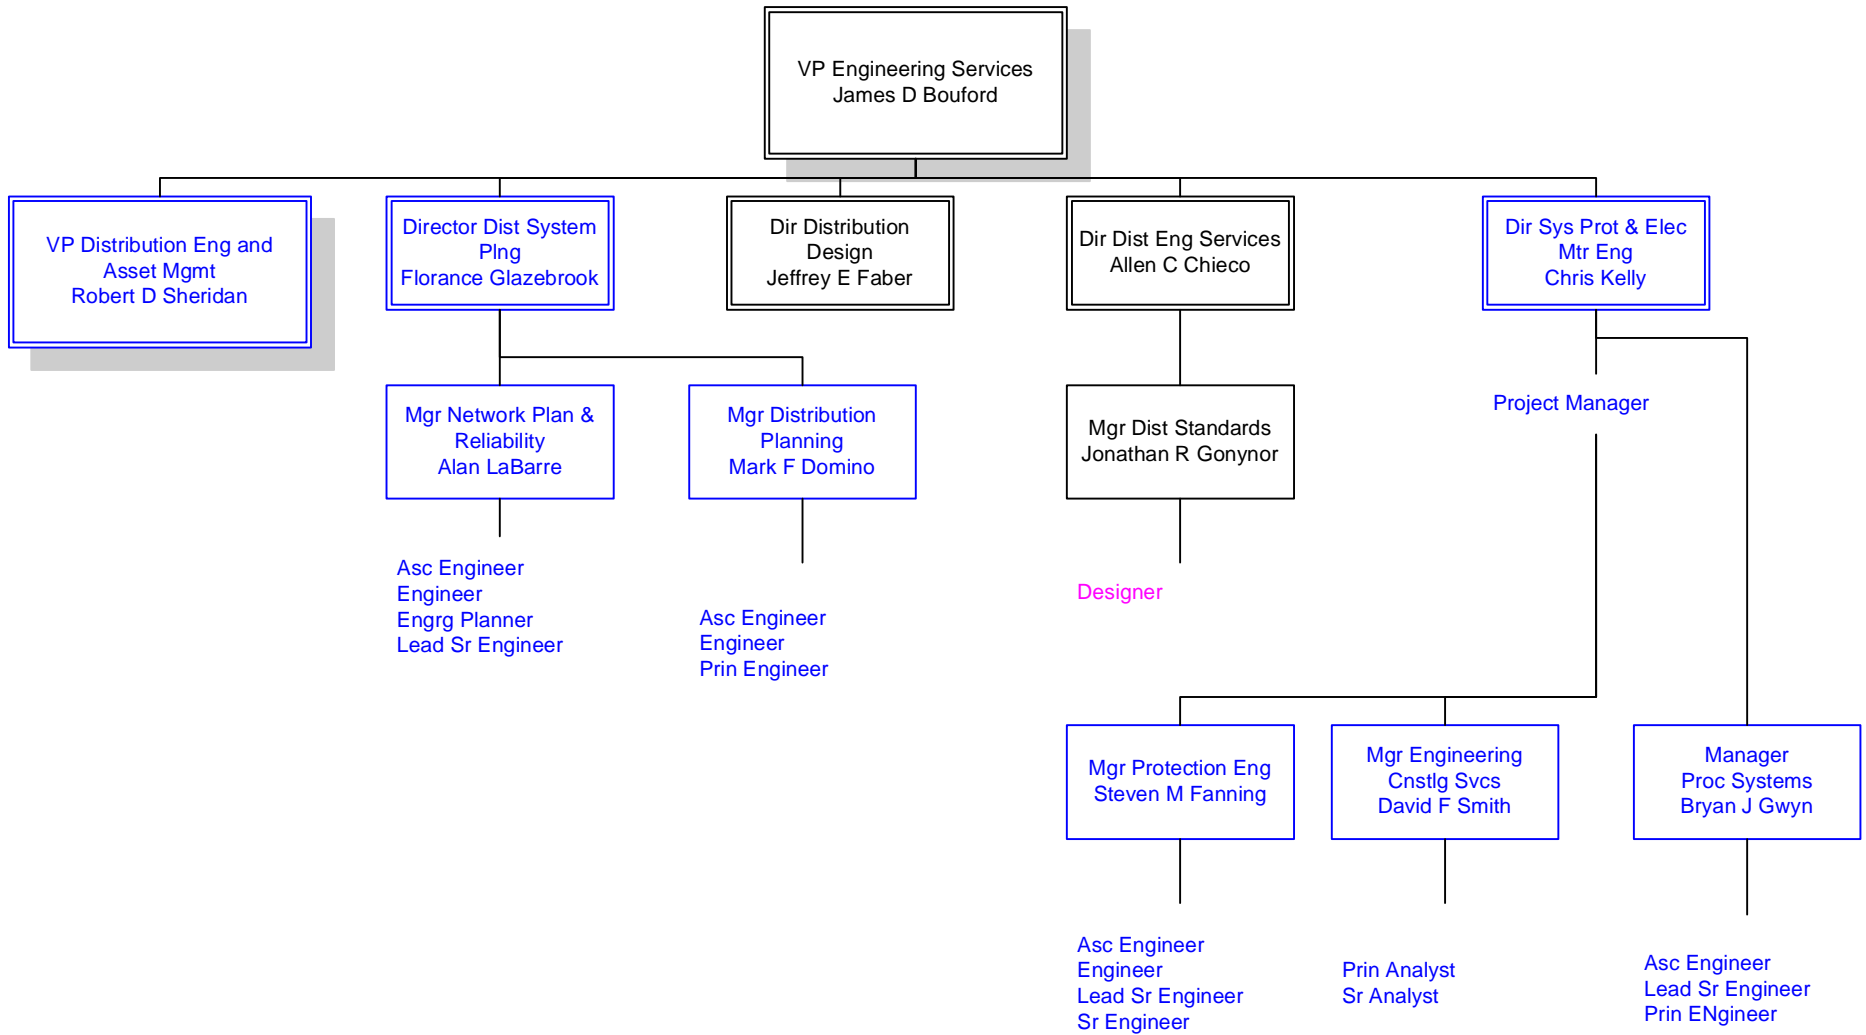 VP Engineering Services
James D Bouford
VP Distribution Eng and
Asset Mgmt
Robert D Sheridan
Director Dist System
Plng
Florance Glazebrook
Dir Distribution
Design
Jeffrey E Faber
Dir Dist Eng Services
Allen C Chieco
Dir Sys Prot & Elec
Mtr Eng
Chris Kelly
Mgr Network Plan &
Reliability
Alan LaBarre
Mgr Distribution
Planning
Mark F Domino
Mgr Dist Standards
Jonathan R Gonynor
Project Manager
Asc Engineer
Engineer
Engrg Planner
Lead Sr Engineer
Asc Engineer
Engineer
Prin Engineer
Designer
Mgr Protection Eng
Steven M Fanning
Mgr Engineering
Cnstlg Svcs
David F Smith
Manager
Proc Systems
Bryan J Gwyn
Asc Engineer
Engineer
Lead Sr Engineer
Sr Engineer
Prin Analyst
Sr Analyst
Asc Engineer
Lead Sr Engineer
Prin ENgineer